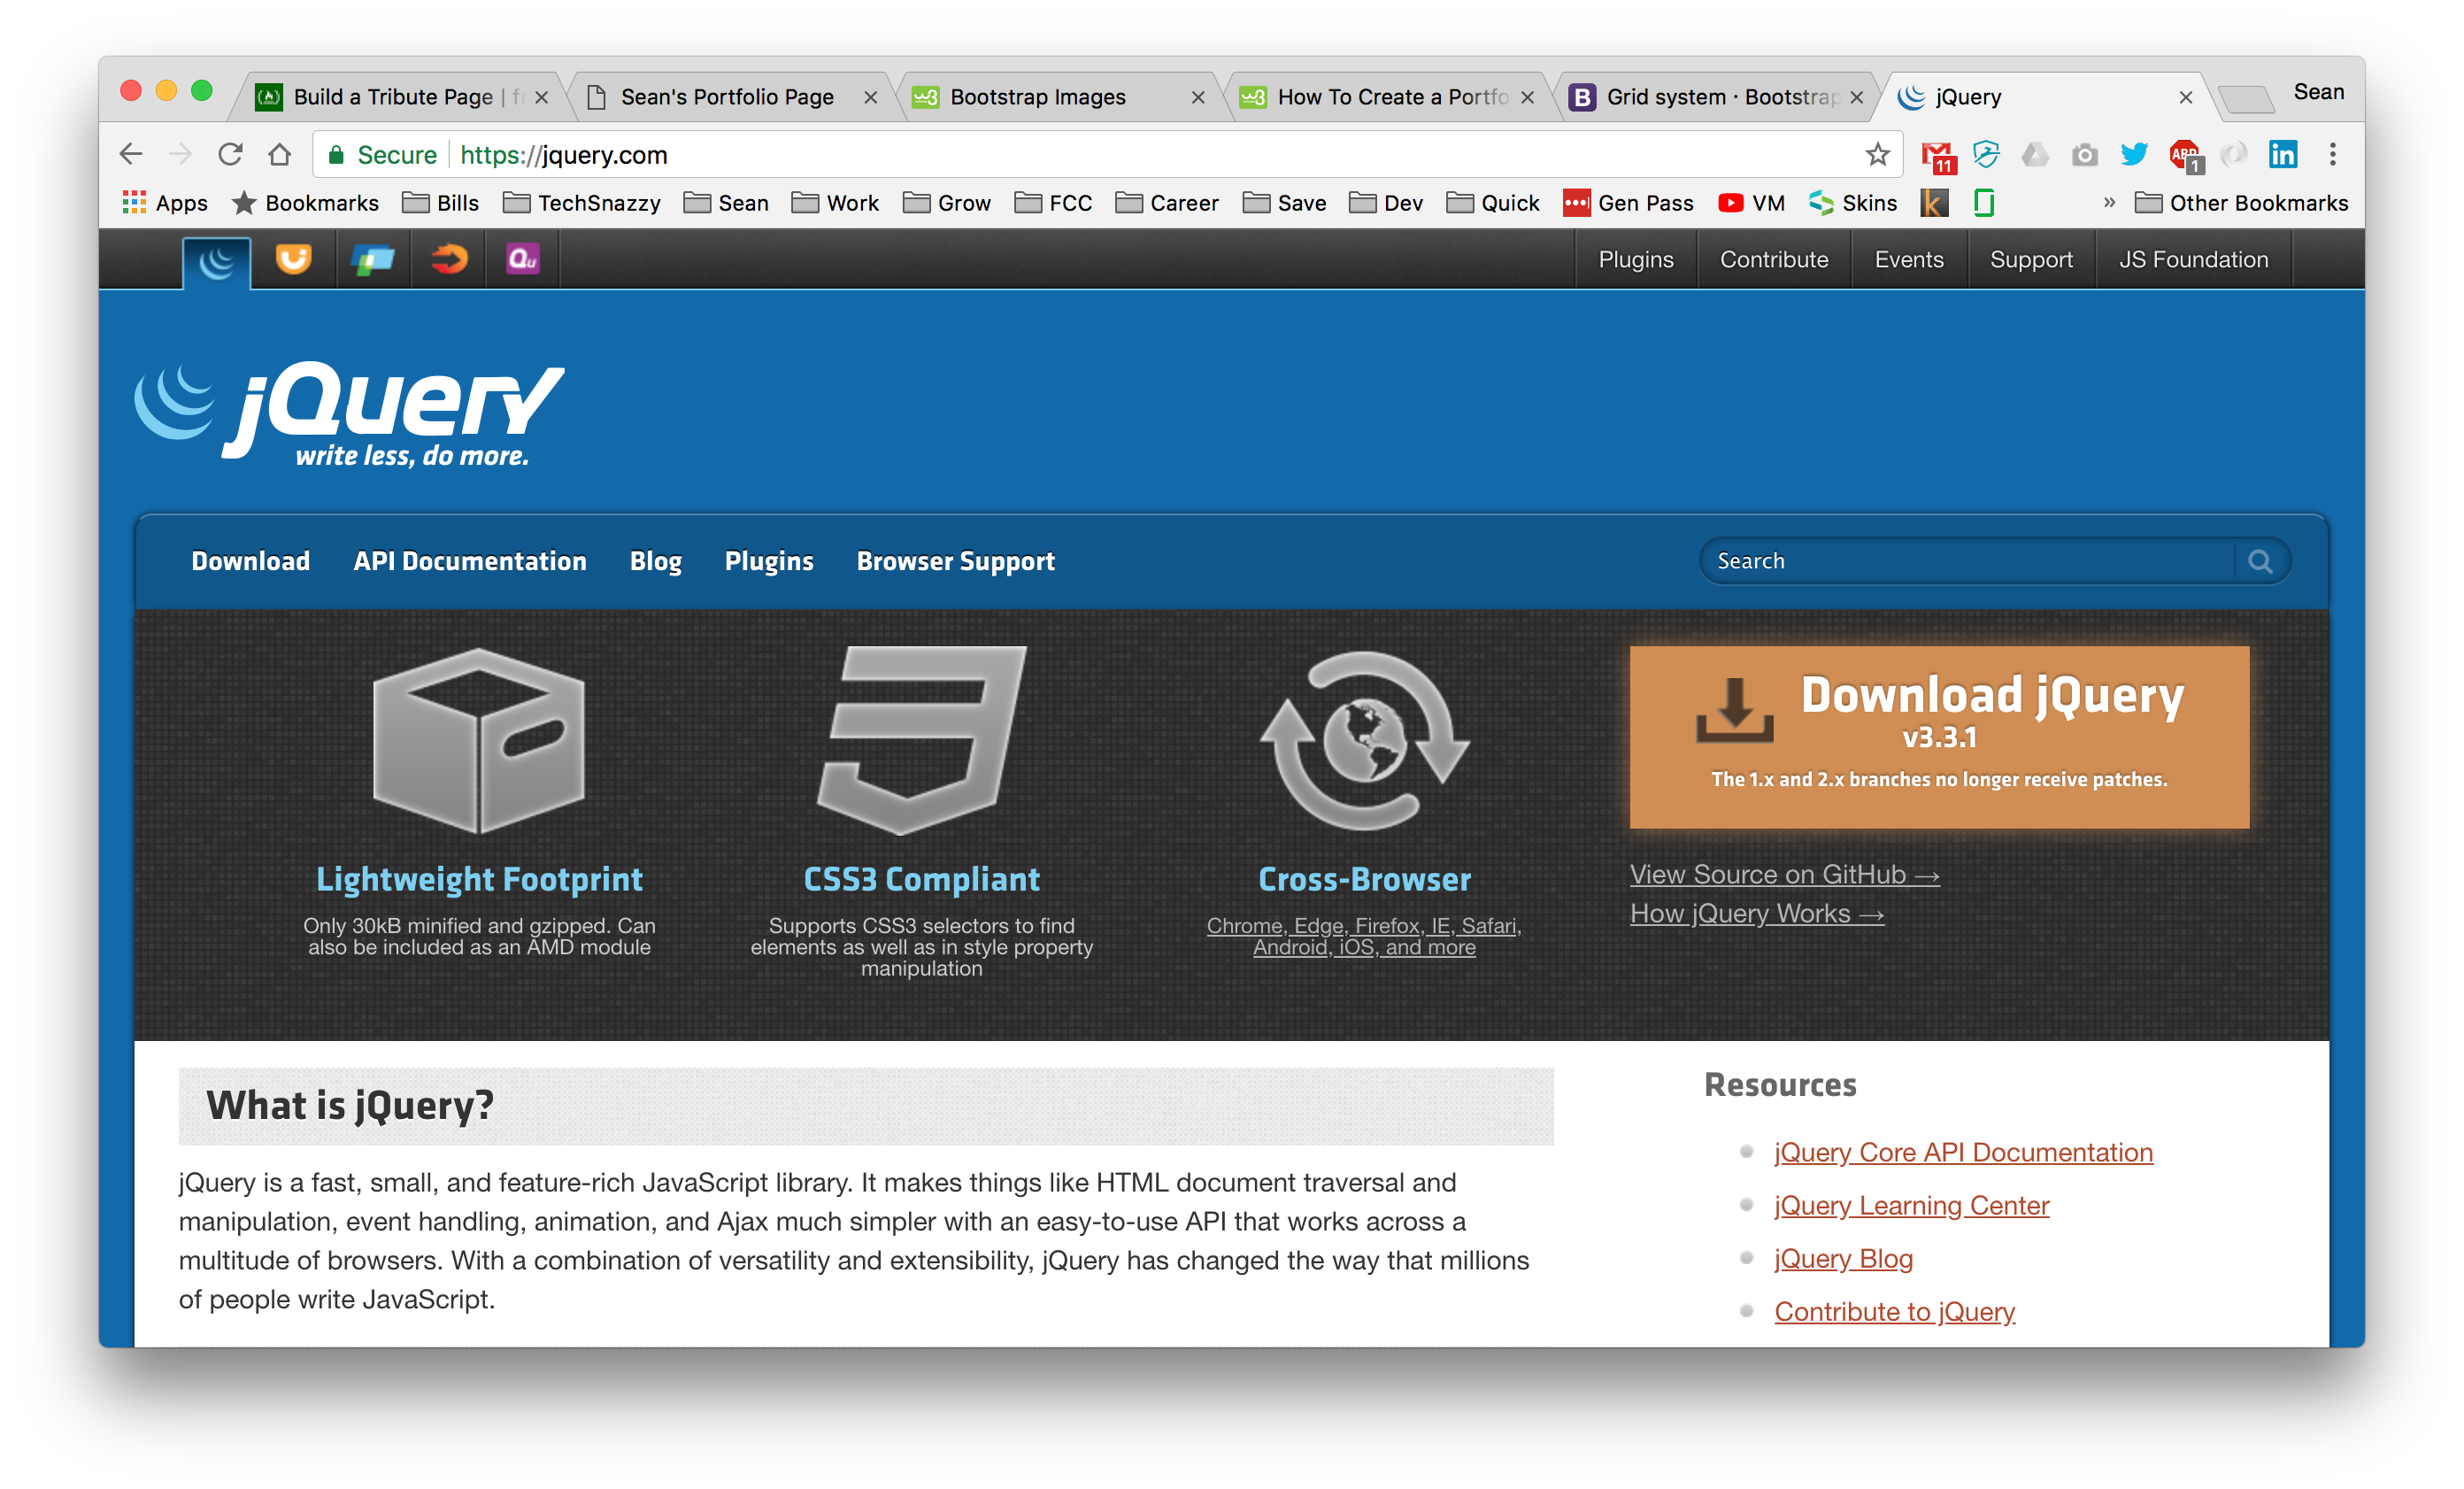 Build a Tribute Page | fr
Sean's Portfolio Page
Bootstrap Images
How To Create a Portfo
Grid system · Bootstrap
jQuery
Sean
Secure
https://jquery.com
11
ABP
1
in
Apps
Bookmarks
Bills
TechSnazzy
Sean
Work
Grow
FCC
Career
Save
Dev
Quick
Gen Pass
VM
Skins
k
»
Other Bookmarks
Qu
Plugins
Contribute
Events
Support
JS Foundation
jQuery
write less, do more.
Download
API Documentation
Blog
Plugins
Browser Support
Search
Lightweight Footprint
Only 30kB minified and gzipped. Can
also be included as an AMD module
CSS3 Compliant
Supports CSS3 selectors to find
elements as well as in style property
manipulation
Cross-Browser
Chrome, Edge, Firefox, IE, Safari,
Android, iOS, and more
Download jQuery
v3.3.1
The 1.x and 2.x branches no longer receive patches.
View Source on GitHub →
How jQuery Works →
What is jQuery?
jQuery is a fast, small, and feature-rich JavaScript library. It makes things like HTML document traversal and
manipulation, event handling, animation, and Ajax much simpler with an easy-to-use API that works across a
multitude of browsers. With a combination of versatility and extensibility, jQuery has changed the way that millions
of people write JavaScript.
Resources
jQuery Core API Documentation
jQuery Learning Center
jQuery Blog
Contribute to jQuery